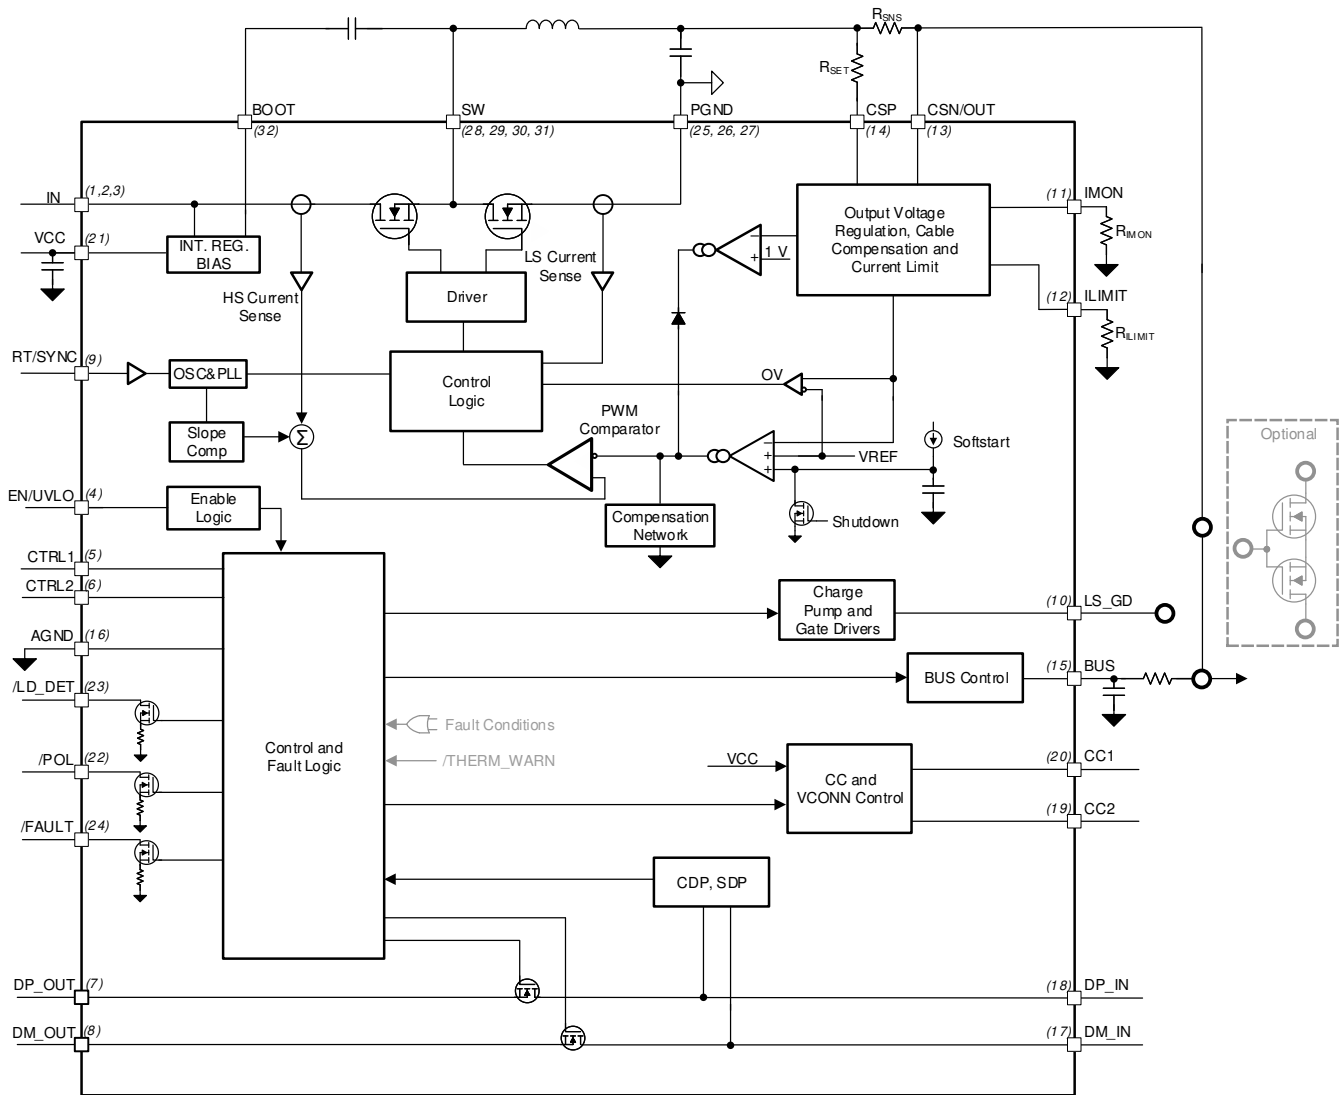 R_SNS
R_SET
BOOT
(32)
SW
(28, 29, 30, 31)
PGND
(25, 26, 27)
CSP
(14)
CSN/OUT
(13)
IN
(1,2,3)
VCC
(21)
INT. REG.
BIAS
HS Current
Sense
LS Current
Sense
Driver
1 V
Output Voltage
Regulation, Cable
Compensation and
Current Limit
(11)
IMON
R_IMON
(12)
ILIMIT
R_ILIMIT
RT/SYNC
(9)
OSC&PLL
Slope
Comp
Σ
Control
Logic
OV
PWM
Comparator
Softstart
VREF
Shutdown
Compensation
Network
Optional
EN/UVLO
(4)
Enable
Logic
CTRL1
(5)
CTRL2
(6)
AGND
(16)
/LD_DET
(23)
/POL
(22)
/FAULT
(24)
Control and
Fault Logic
Charge
Pump and
Gate Drivers
(10)
LS_GD
BUS Control
(15)
BUS
Fault Conditions
/THERM_WARN
VCC
CC and
VCONN Control
(20)
CC1
(19)
CC2
CDP, SDP
DP_OUT
(7)
(18)
DP_IN
DM_OUT
(8)
(17)
DM_IN